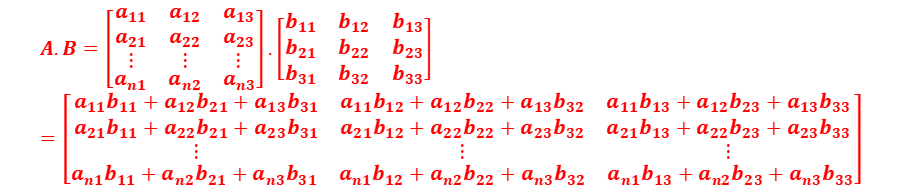 A.B = [a₁₁ a₁₂ a₁₃ ; a₂₁ a₂₂ a₂₃ ; ⋮ ⋮ ⋮ ; aₙ₁ aₙ₂ aₙ₃] . [b₁₁ b₁₂ b₁₃ ; b₂₁ b₂₂ b₂₃ ; b₃₁ b₃₂ b₃₃]
= [a₁₁b₁₁ + a₁₂b₂₁ + a₁₃b₃₁ a₁₁b₁₂ + a₁₂b₂₂ + a₁₃b₃₂ a₁₁b₁₃ + a₁₂b₂₃ + a₁₃b₃₃
a₂₁b₁₁ + a₂₂b₂₁ + a₂₃b₃₁ a₂₁b₁₂ + a₂₂b₂₂ + a₂₃b₃₂ a₂₁b₁₃ + a₂₂b₂₃ + a₂₃b₃₃
⋮ ⋮ ⋮
aₙ₁b₁₁ + aₙ₂b₂₁ + aₙ₃b₃₁ aₙ₁b₁₂ + aₙ₂b₂₂ + aₙ₃b₃₂ aₙ₁b₁₃ + aₙ₂b₂₃ + aₙ₃b₃₃]